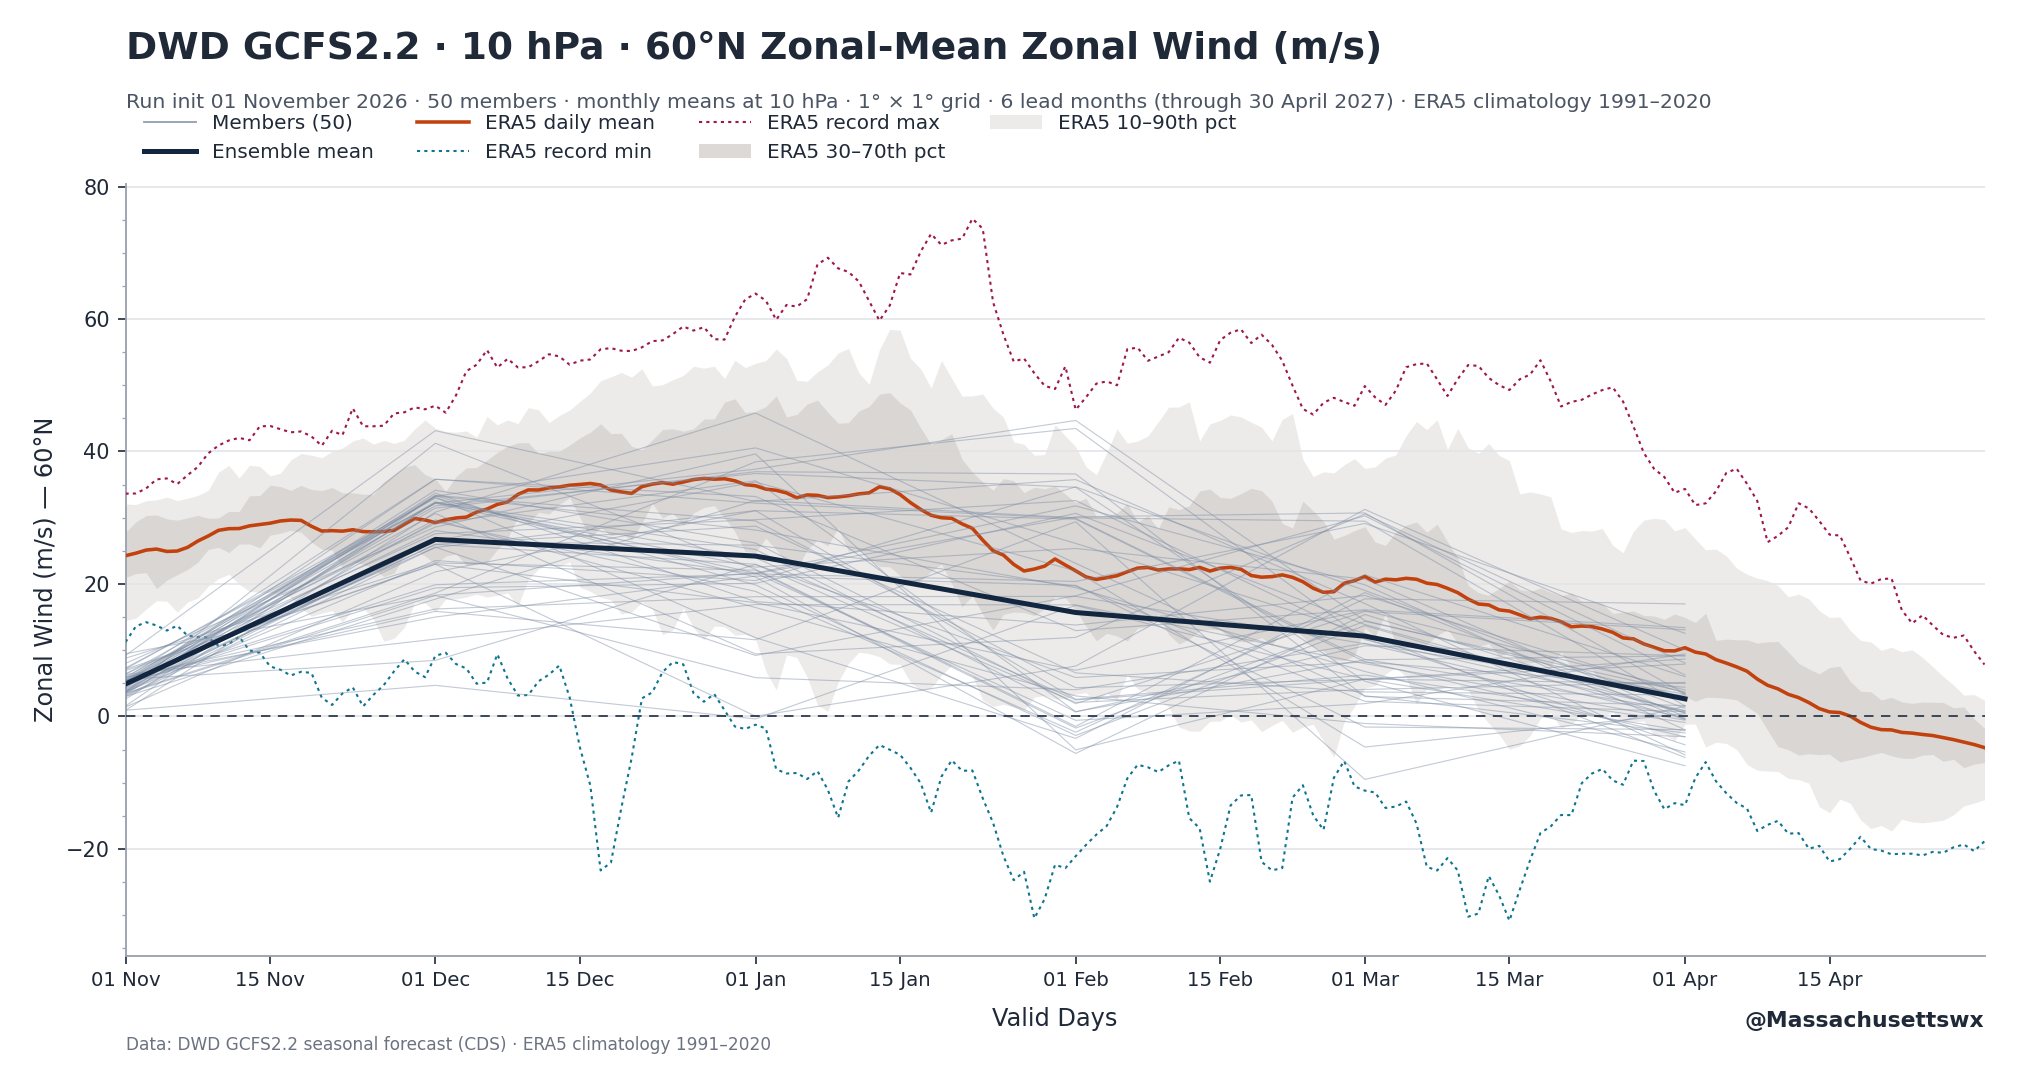 DWD GCFS2.2 · 10 hPa · 60°N Zonal-Mean Zonal Wind (m/s)
Run init 01 November 2026 · 50 members · monthly means at 10 hPa · 1° × 1° grid · 6 lead months (through 30 April 2027) · ERA5 climatology 1991–2020
Members (50) ERA5 daily mean ERA5 record max ERA5 10–90th pct
Ensemble mean ERA5 record min ERA5 30–70th pct
80
60
40
20
0
−20
Zonal Wind (m/s) — 60°N
01 Nov 15 Nov 01 Dec 15 Dec 01 Jan 15 Jan 01 Feb 15 Feb 01 Mar 15 Mar 01 Apr 15 Apr
Valid Days
@Massachusettswx
Data: DWD GCFS2.2 seasonal forecast (CDS) · ERA5 climatology 1991–2020